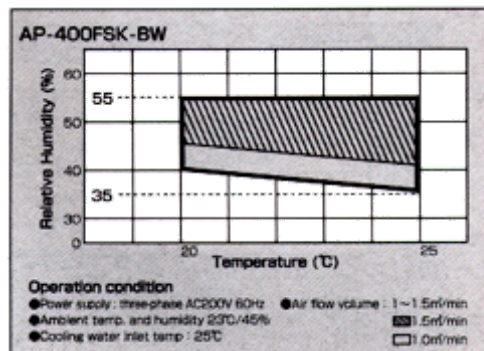 AP-400FSK-BW
Relative Humidity (%)
60
55
50
40
35
30
0
20
25
Temperature (℃)
Operation condition
●Power supply : three-phase AC200V 60Hz
●Air flow volume : 1~1.5㎥/min
●Ambient temp. and humidity 23℃/45%
1.5㎥/min
●Cooling water inlet temp : 25℃
1.0㎥/min